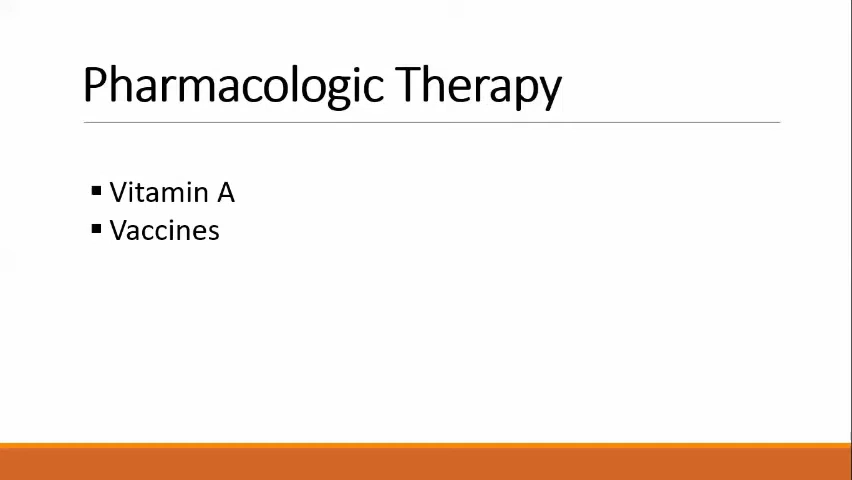 Pharmacologic Therapy
▪ Vitamin A
▪ Vaccines